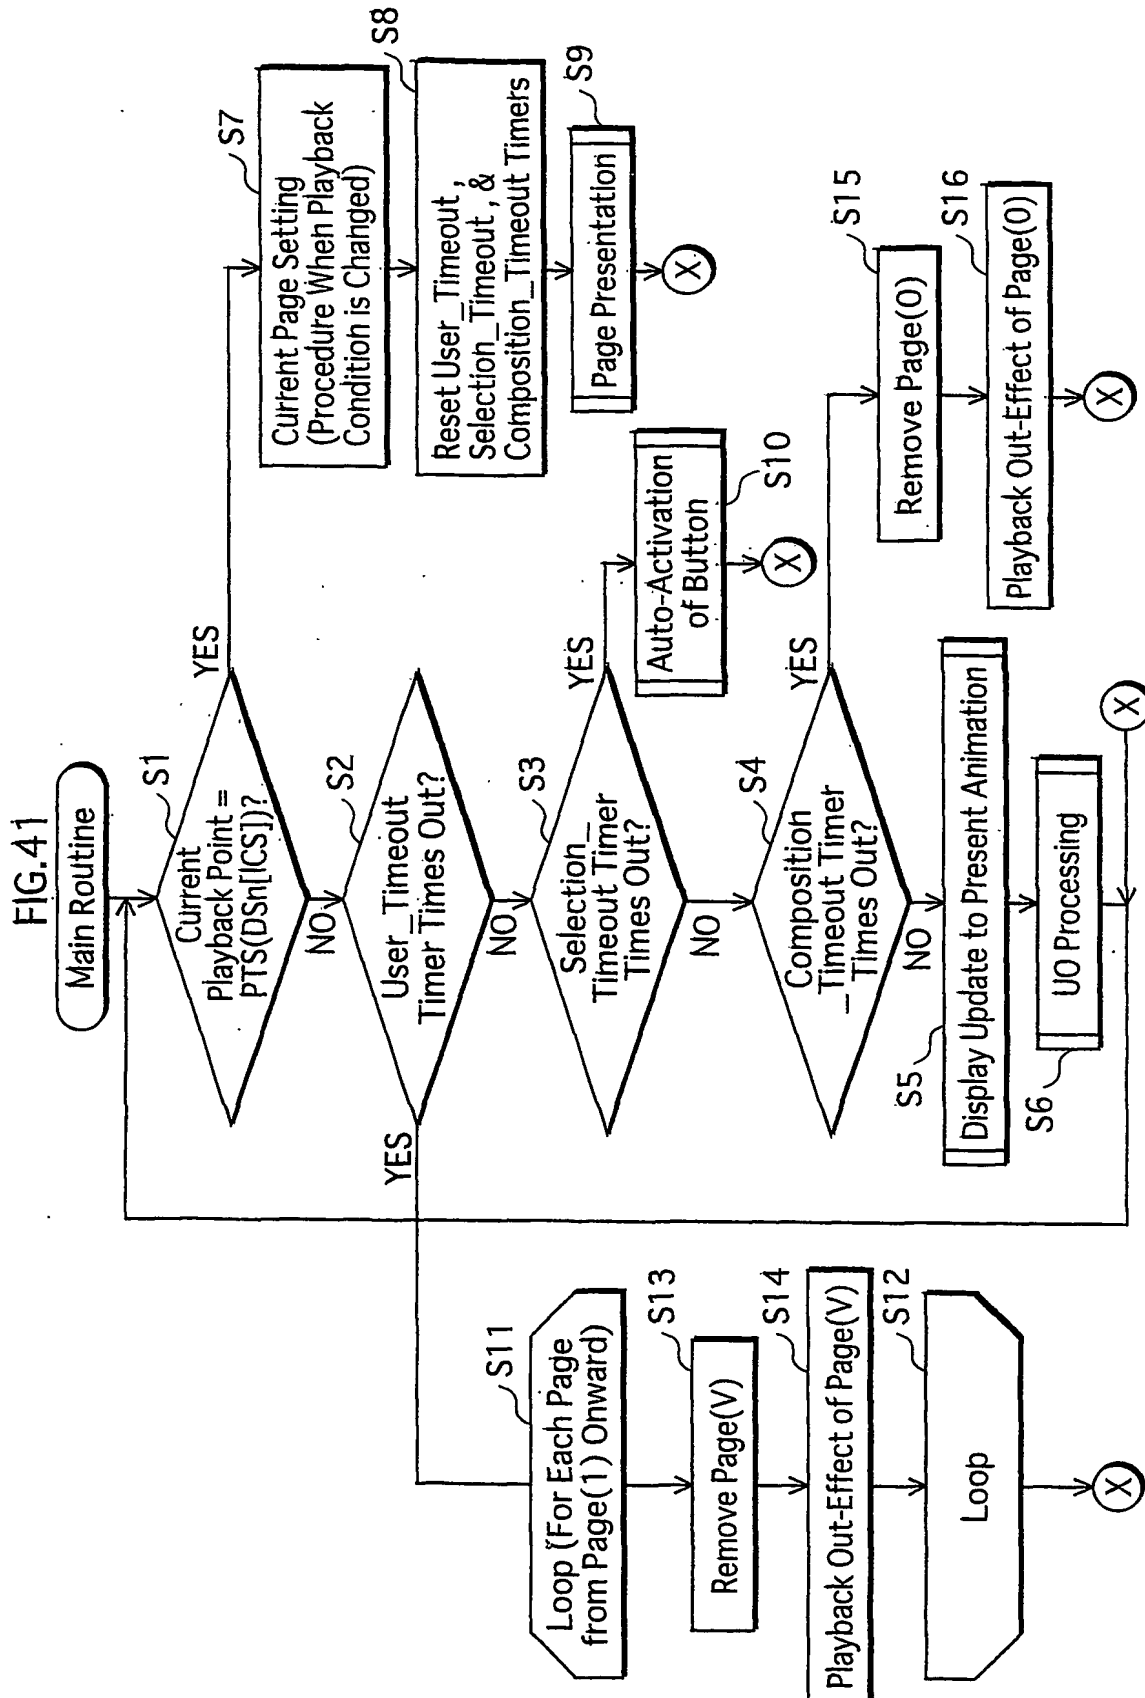 FIG.41
Main Routine
S1
Current
Playback Point =
PTS(DSn[ICS])?
YES
NO
S7
Current Page Setting
(Procedure When Playback
Condition is Changed)
S8
Reset User_Timeout,
Selection_Timeout, &
Composition_Timeout Timers
S9
Page Presentation
X
S2
User_Timeout
Timer Times Out?
YES
NO
S3
Selection_
Timeout Timer
Times Out?
YES
NO
Auto-Activation
of Button
S10
X
S4
Composition
_Timeout Timer
Times Out?
YES
NO
S15
Remove Page(0)
S16
Playback Out-Effect of Page(0)
X
S5
Display Update to Present Animation
UO Processing
S6
X
S11
Loop (For Each Page
from Page(1) Onward)
S13
Remove Page(V)
S14
Playback Out-Effect of Page(V)
S12
Loop
X